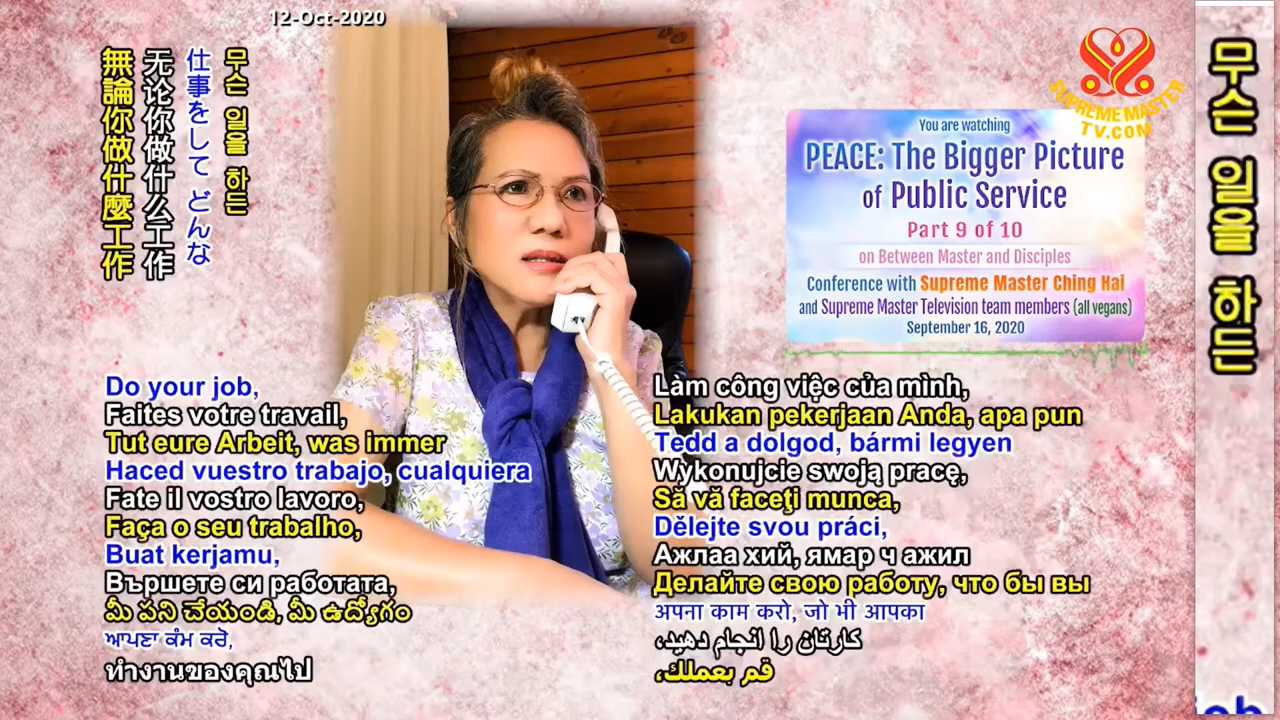 12-Oct-2020
무슨 일을 하든
仕事をして どんな
无论你做什么工作
無論你做什麼工作
SUPREME MASTER
TV.COM
You are watching
PEACE: The Bigger Picture
of Public Service
Part 9 of 10
on Between Master and Disciples
Conference with Supreme Master Ching Hai
and Supreme Master Television team members (all vegans)
September 16, 2020
Do your job,
Faites votre travail,
Tut eure Arbeit, was immer
Haced vuestro trabajo, cualquiera
Fate il vostro lavoro,
Faça o seu trabalho,
Buat kerjamu,
Вършете си работата,
మీ పని చేయండి, మీ ఉద్యోగం
ਆਪਣਾ ਕੰਮ ਕਰੋ,
ทำงานของคุณไป
Làm công việc của mình,
Lakukan pekerjaan Anda, apa pun
Tedd a dolgod, bármi legyen
Wykonujcie swoją pracę,
Să vă faceţi munca,
Dělejte svou práci,
Ажлаа хий, ямар ч ажил
Делайте свою работу, что бы вы
अपना काम करो, जो भी आपका
کارتان را انجام دهید،
قم بعملك،
무슨 일을 하든
job